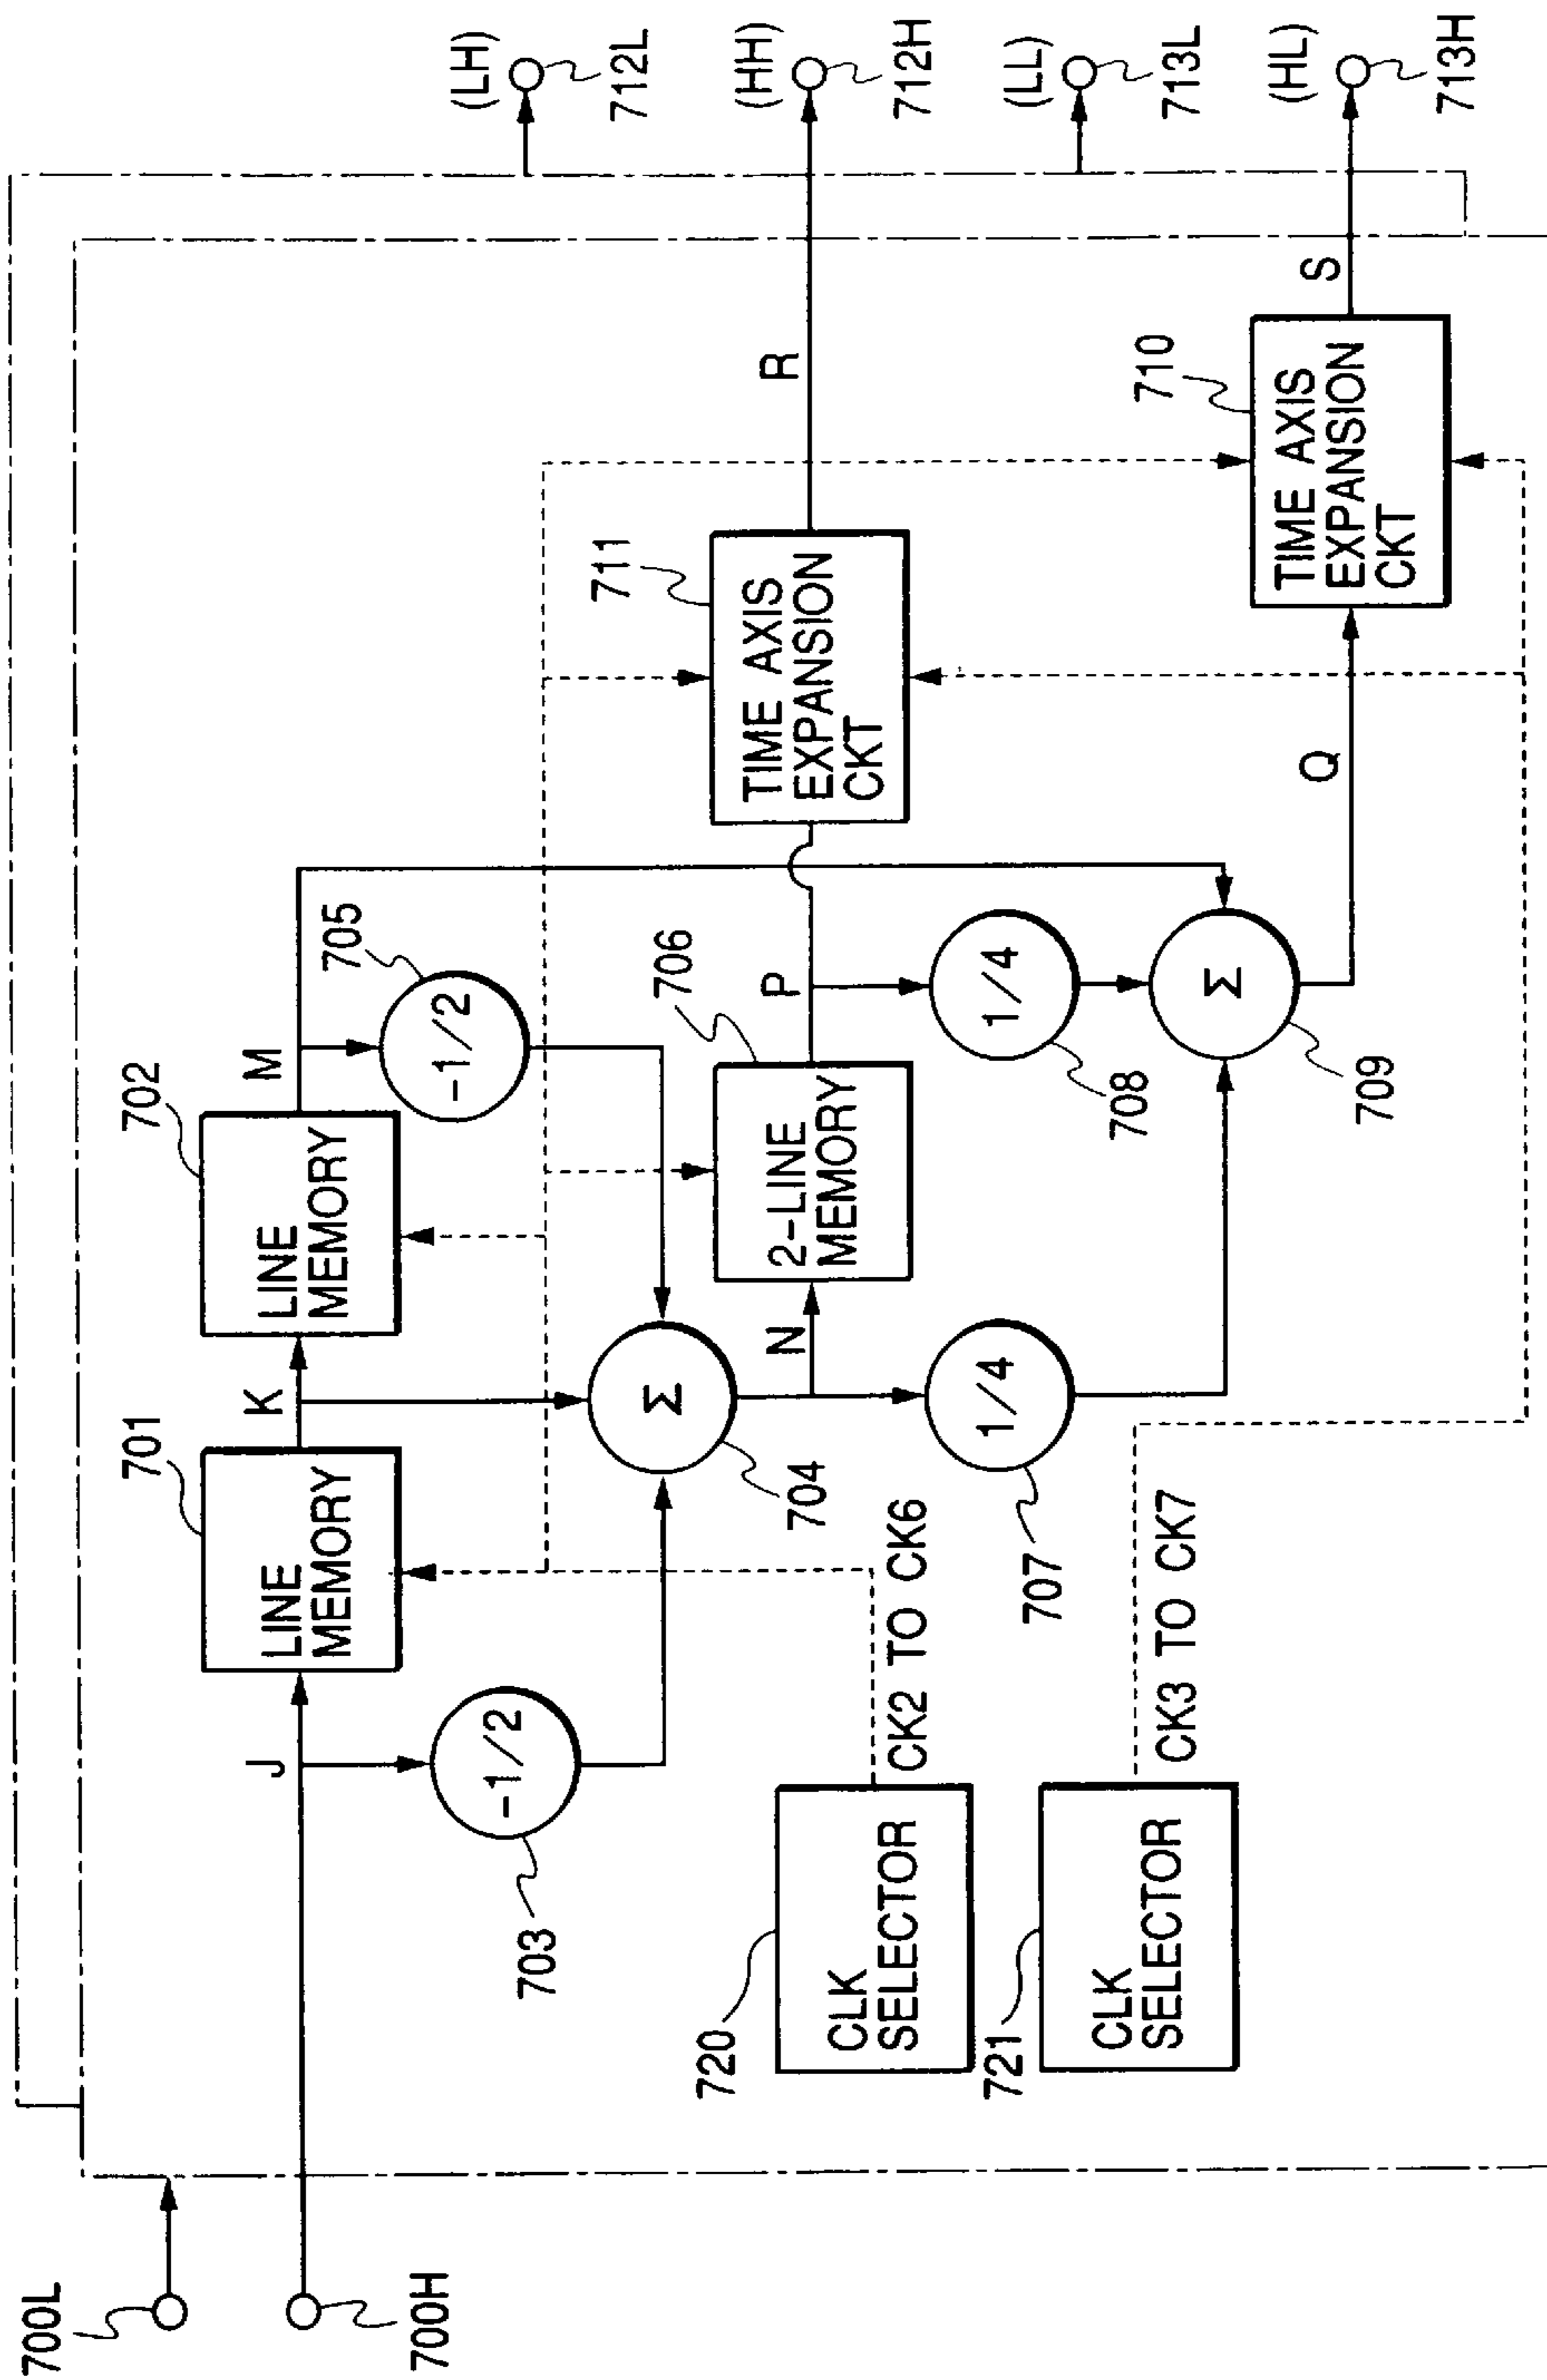 700L
700H
J
701
LINE
MEMORY
K
702
LINE
MEMORY
M
705
-1/2
703
-1/2
704
Σ
N
706
2-LINE
MEMORY
P
711
TIME AXIS
EXPANSION
CKT
R
707
1/4
708
1/4
709
Σ
Q
710
TIME AXIS
EXPANSION
CKT
S
720
CLK
SELECTOR
CK2 TO CK6
721
CLK
SELECTOR
CK3 TO CK7
(LH)
712L
(HH)
712H
(LL)
713L
(HL)
713H